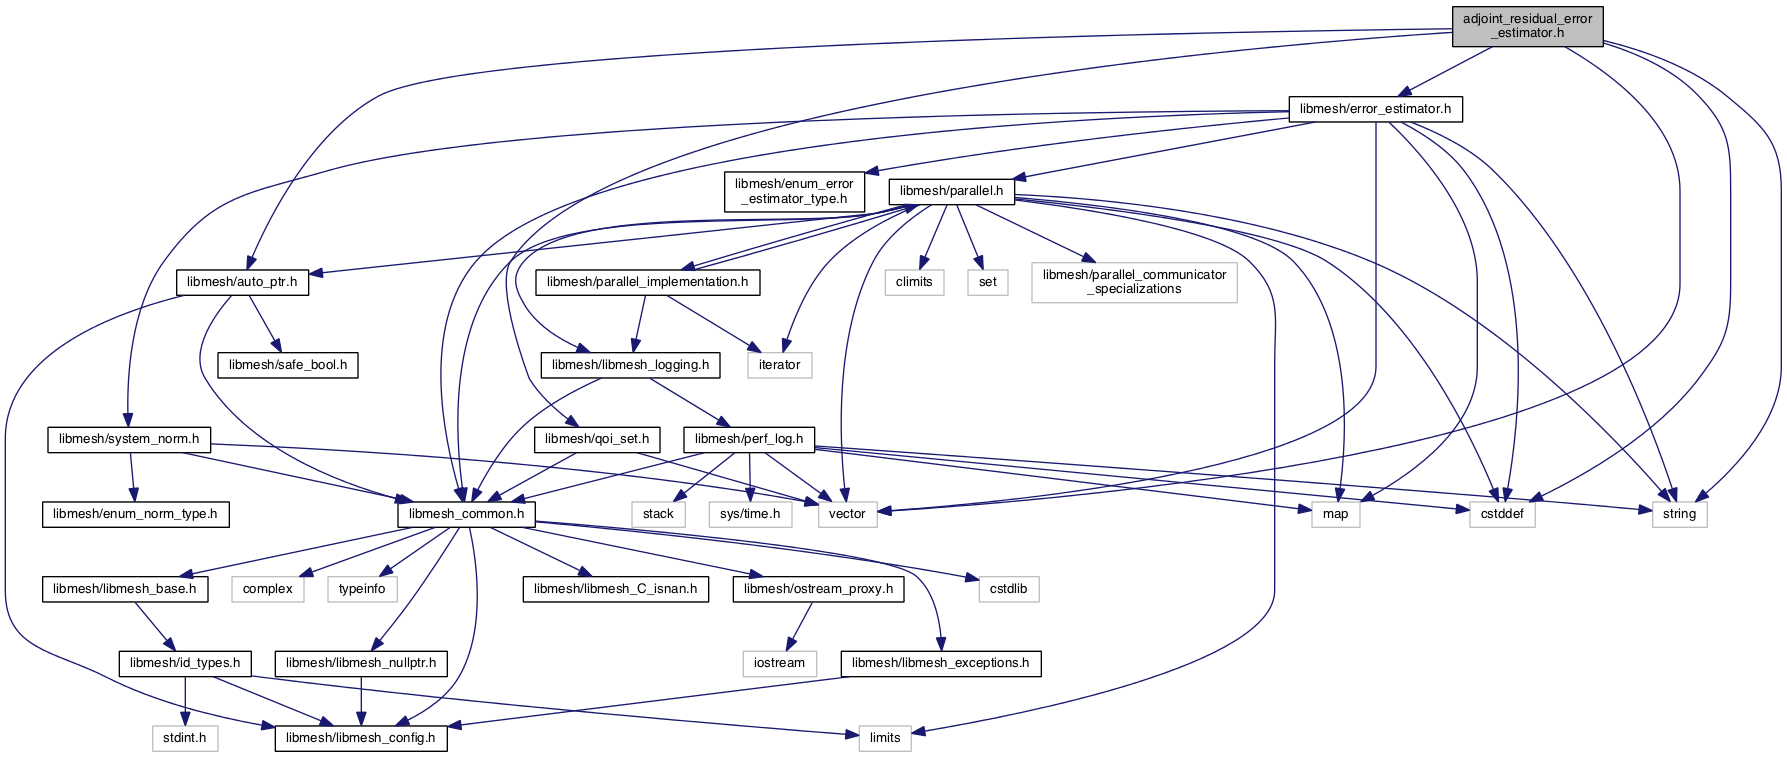 adjoint_residual_error
_estimator.h
libmesh/error_estimator.h
libmesh/enum_error
_estimator_type.h
libmesh/parallel.h
libmesh/auto_ptr.h
libmesh/parallel_implementation.h
climits
set
libmesh/parallel_communicator
_specializations
libmesh/safe_bool.h
libmesh/libmesh_logging.h
iterator
libmesh/system_norm.h
libmesh/qoi_set.h
libmesh/perf_log.h
libmesh/enum_norm_type.h
libmesh_common.h
stack
sys/time.h
vector
map
cstddef
string
libmesh/libmesh_base.h
complex
typeinfo
libmesh/libmesh_C_isnan.h
libmesh/ostream_proxy.h
cstdlib
libmesh/id_types.h
libmesh/libmesh_nullptr.h
iostream
libmesh/libmesh_exceptions.h
stdint.h
libmesh/libmesh_config.h
limits